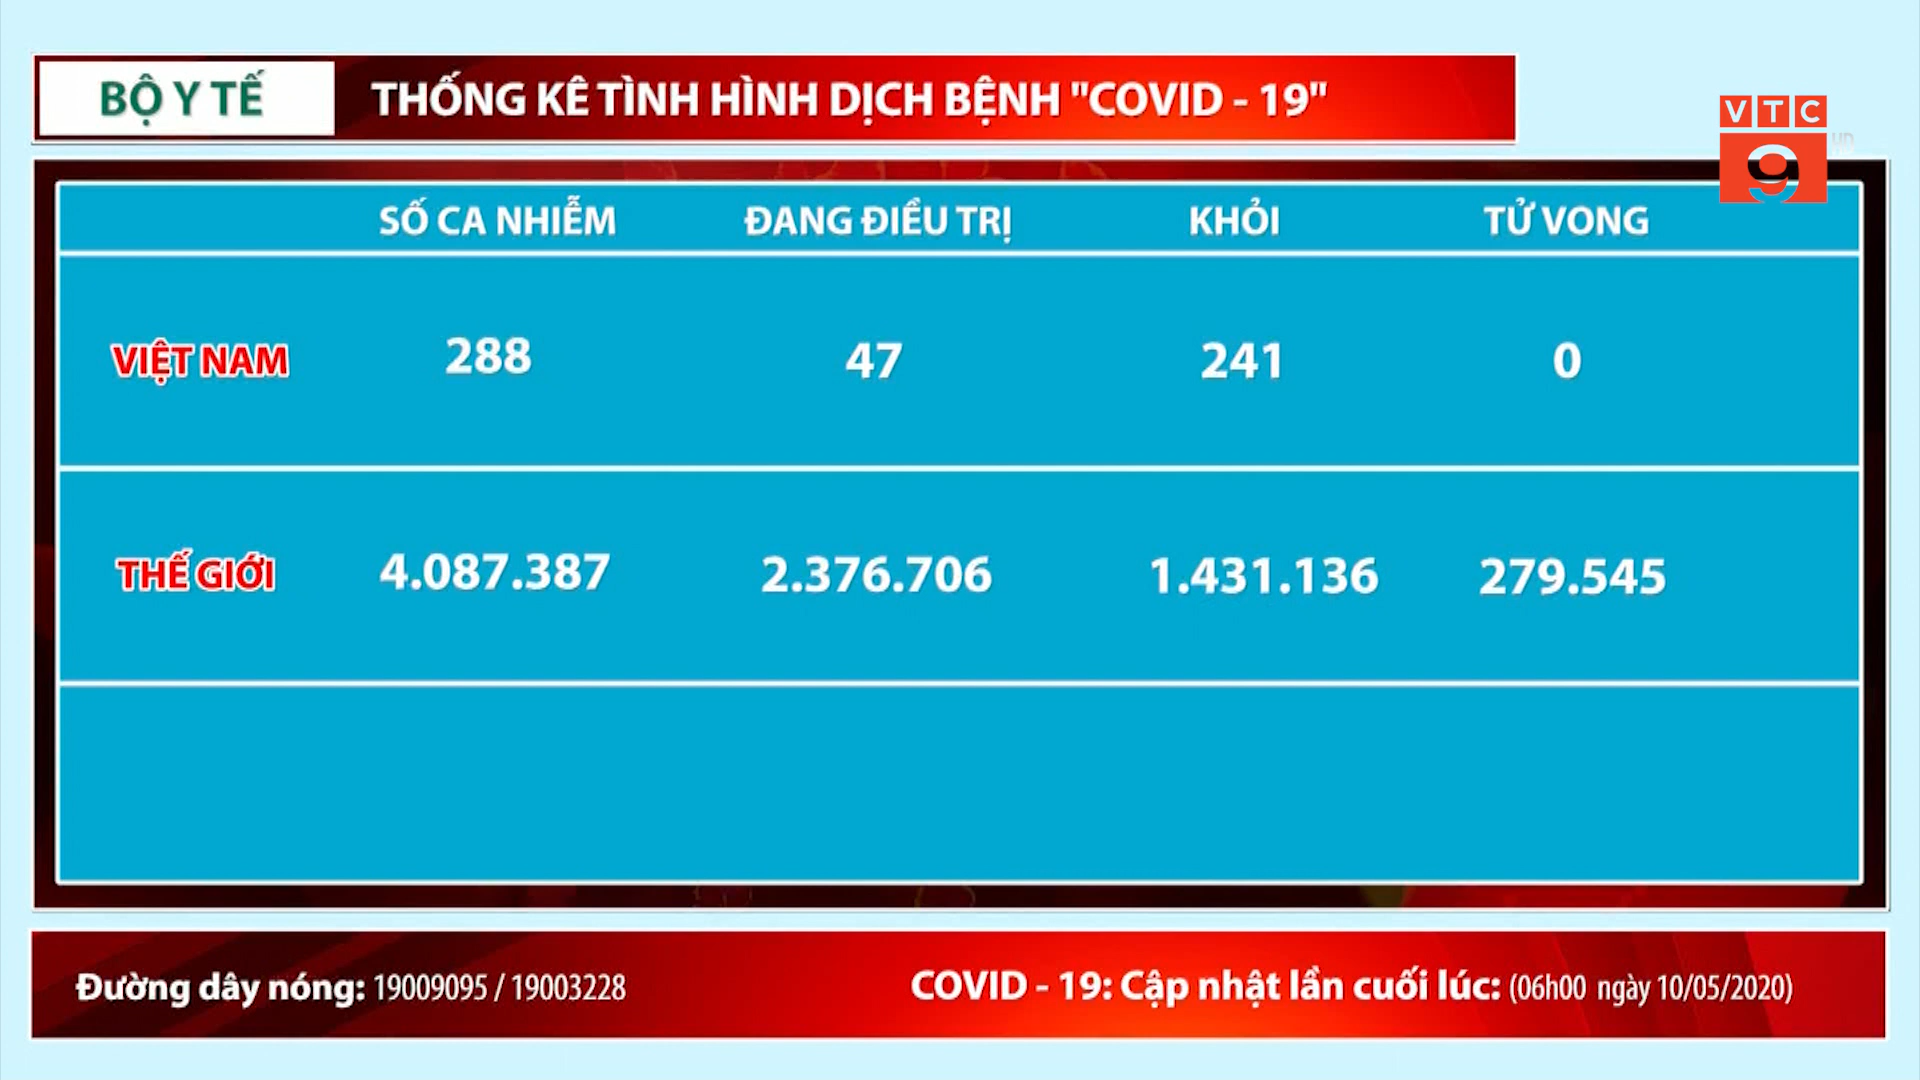 BỘ Y TẾ
THỐNG KÊ TÌNH HÌNH DỊCH BỆNH "COVID - 19"
VTC
9
HD
SỐ CA NHIỄM ĐANG ĐIỀU TRỊ KHỎI TỬ VONG
VIỆT NAM 288 47 241 0
THẾ GIỚI 4.087.387 2.376.706 1.431.136 279.545
Đường dây nóng: 19009095 / 19003228
COVID - 19: Cập nhật lần cuối lúc: (06h00 ngày 10/05/2020)